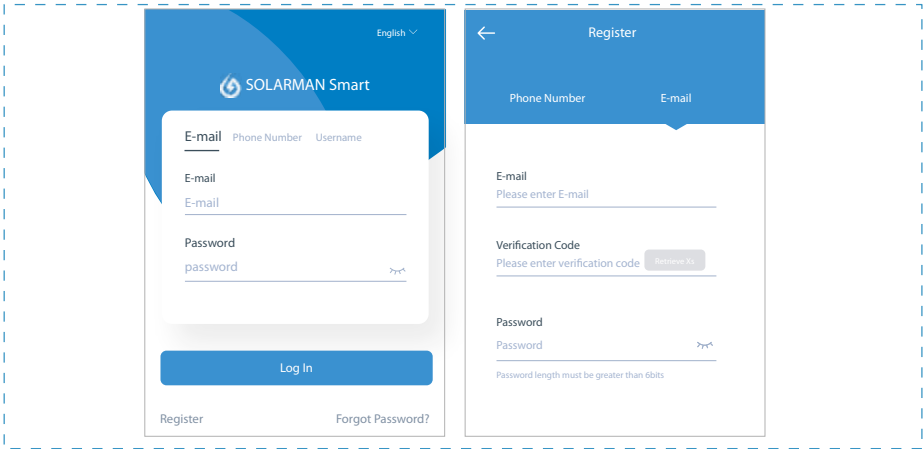 English
SOLARMAN Smart
E-mail Phone Number Username
E-mail
E-mail
Password
password
Log In
Register Forgot Password?
Register
Phone Number E-mail
E-mail
Please enter E-mail
Verification Code
Please enter verification code Retrieve Xs
Password
Password
Password length must be greater than 6bits